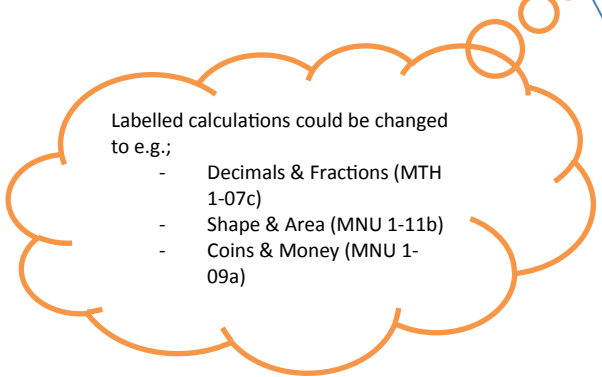 Labelled calculations could be changed
to e.g.;
- Decimals & Fractions (MTH
1-07c)
- Shape & Area (MNU 1-11b)
- Coins & Money (MNU 1-
09a)